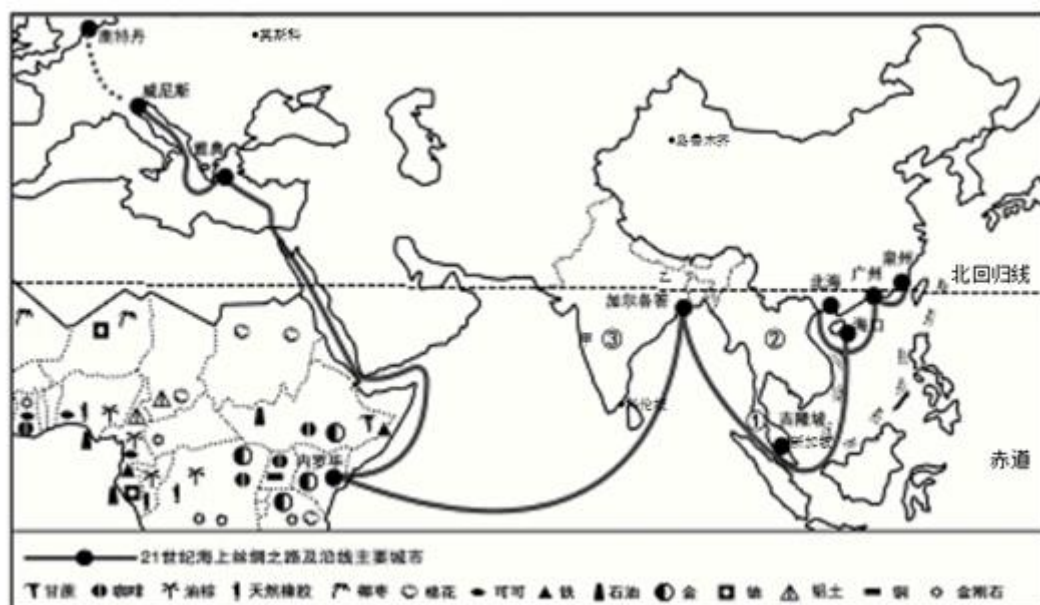 鹿特丹
莫斯科
威尼斯
雅典
乌鲁木齐
北回归线
泉州
广州
北海
海口
乙
加尔各答
甲
③
②
①
吉隆坡
新加坡
内罗毕
赤道
21世纪海上丝绸之路及沿线主要城市
甘蔗 咖啡 油棕 天然橡胶 椰枣 棉花 可可 铁 石油 金 铀 铝土 铜 金刚石